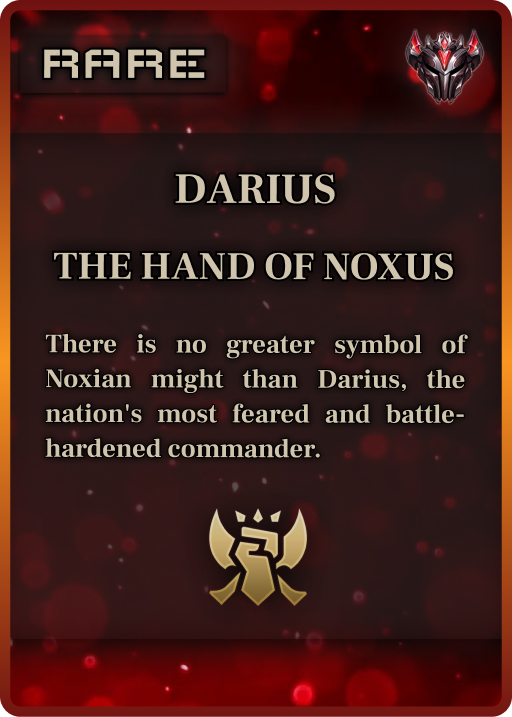 RARE
DARIUS
THE HAND OF NOXUS
There is no greater symbol of
Noxian might than Darius, the
nation's most feared and battle-
hardened commander.